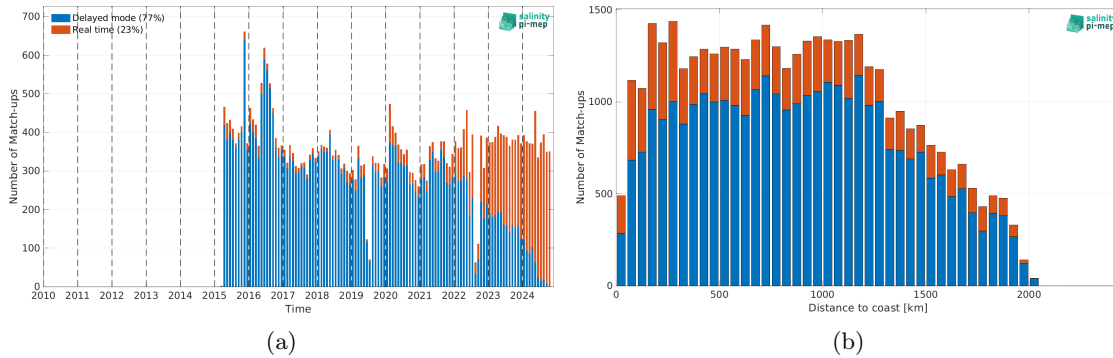 700
600
500
400
300
200
100
0
Number of Match-ups
Delayed mode (77%)
Real time (23%)
salinity
pi-mep
2010 2011 2012 2013 2014 2015 2016 2017 2018 2019 2020 2021 2022 2023 2024
Time
(a)
1500
1000
500
0
Number of Match-ups
salinity
pi-mep
0 500 1000 1500 2000
Distance to coast [km]
(b)